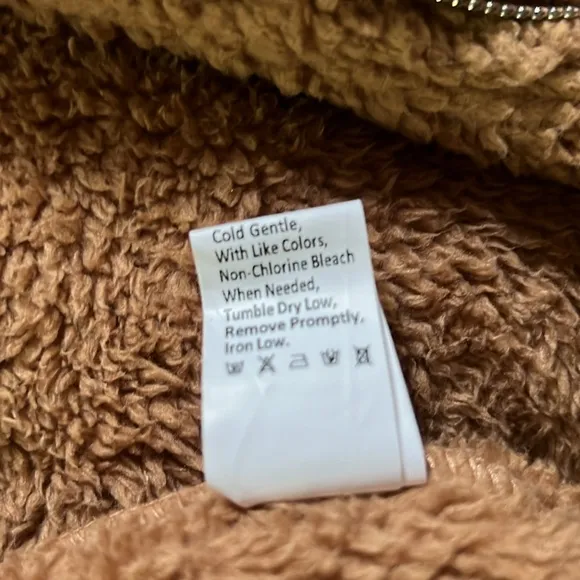 Cold Gentle,
With Like Colors,
Non-Chlorine Bleach
When Needed,
Tumble Dry Low,
Remove Promptly,
Iron Low.